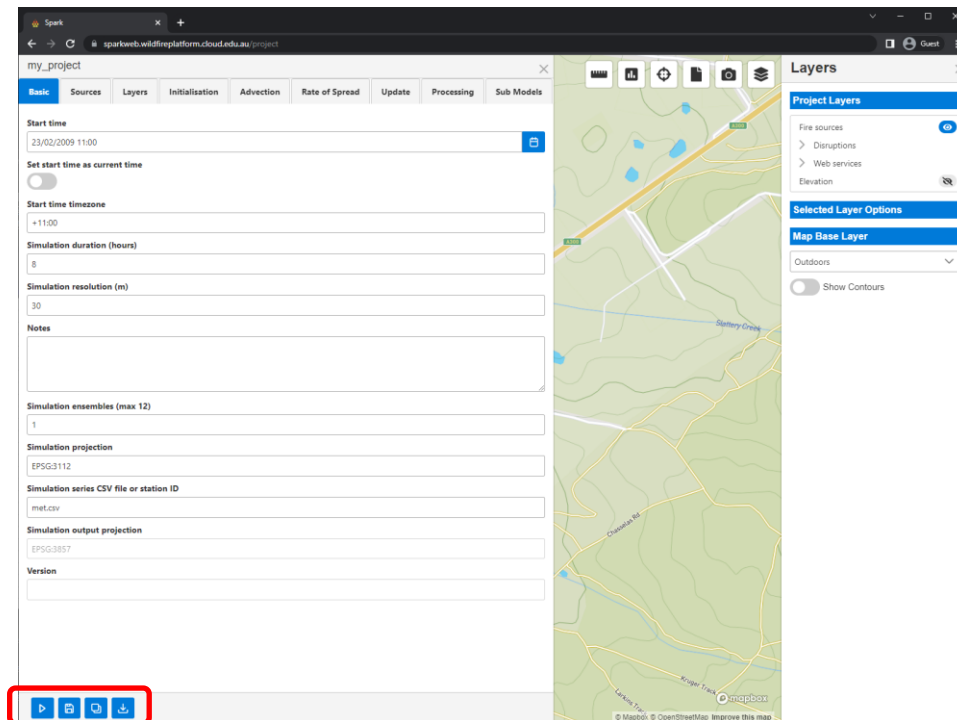 Spark
sparkweb.wildfireplatform.cloud.edu.au/project
Guest
my_project
Basic
Sources
Layers
Initialisation
Advection
Rate of Spread
Update
Processing
Sub Models
Start time
23/02/2009 11:00
Set start time as current time
Start time timezone
+11:00
Simulation duration (hours)
8
Simulation resolution (m)
30
Notes
Simulation ensembles (max 12)
1
Simulation projection
EPSG:3112
Simulation series CSV file or station ID
met.csv
Simulation output projection
EPSG:3857
Version
A300
A300
Slattery Creek
Chasselas Rd
Kruger Track
Larkins Trac
mapbox
© Mapbox © OpenStreetMap Improve this map
Layers
Project Layers
Fire sources
Disruptions
Web services
Elevation
Selected Layer Options
Map Base Layer
Outdoors
Show Contours